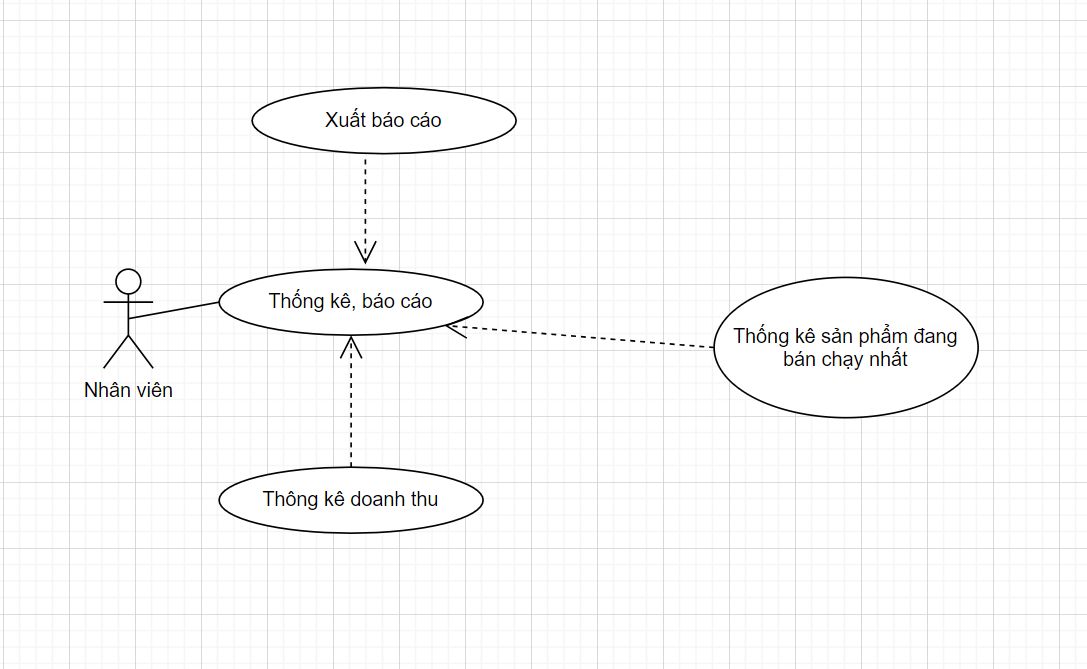 Xuất báo cáo
Thống kê, báo cáo
Thống kê sản phẩm đang
bán chạy nhất
Nhân viên
Thông kê doanh thu